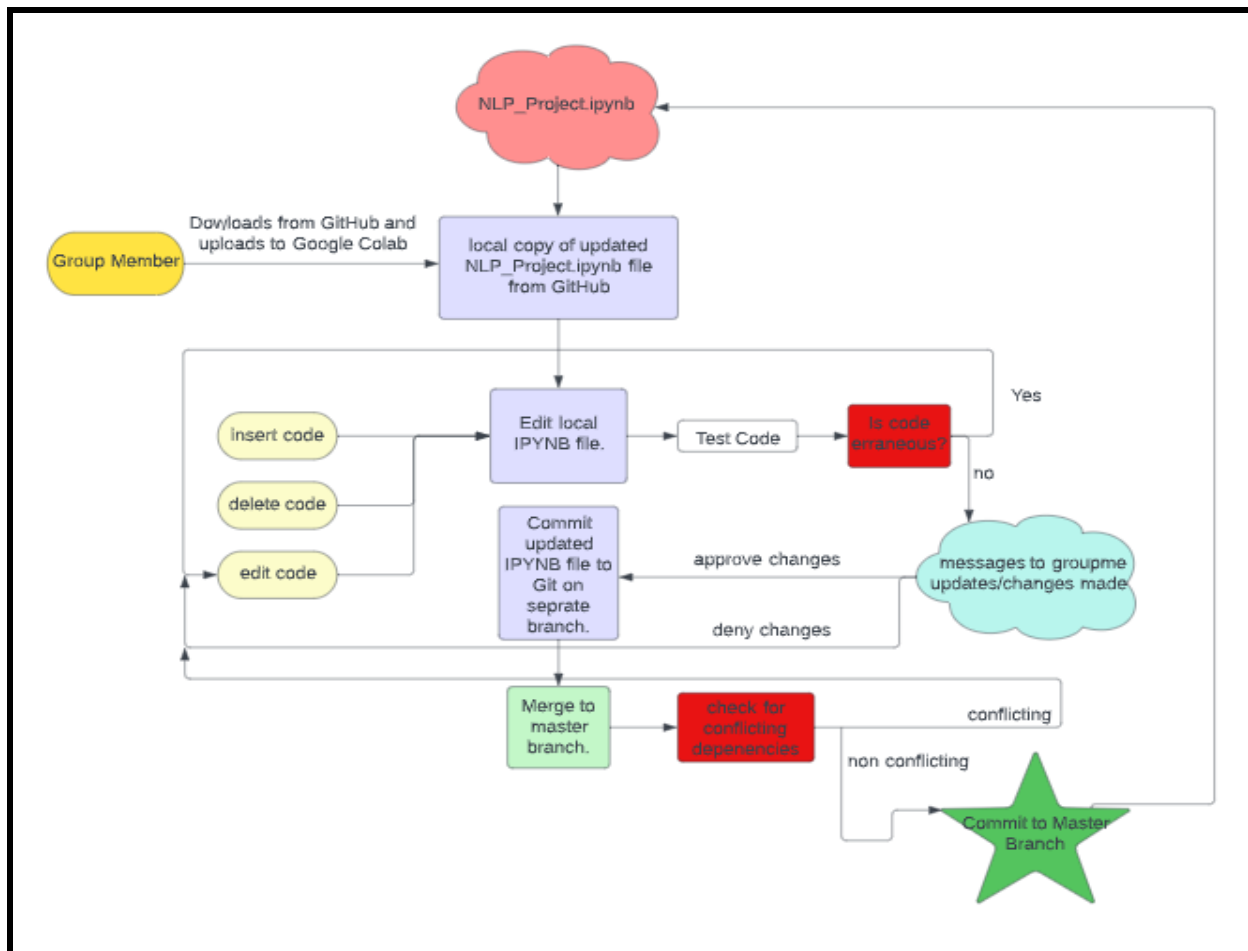 NLP_Project.ipynb
Dowloads from GitHub and
uploads to Google Colab
Group Member
local copy of updated
NLP_Project.ipynb file
from GitHub
Yes
insert code
Edit local
IPYNB file.
Test Code
Is code
erraneous?
no
delete code
edit code
Commit
updated
IPYNB file to
Git on
seprate
branch.
approve changes
messages to groupme
updates/changes made
deny changes
Merge to
master
branch.
check for
conflicting
depenencies
conflicting
non conflicting
Commit to Master
Branch